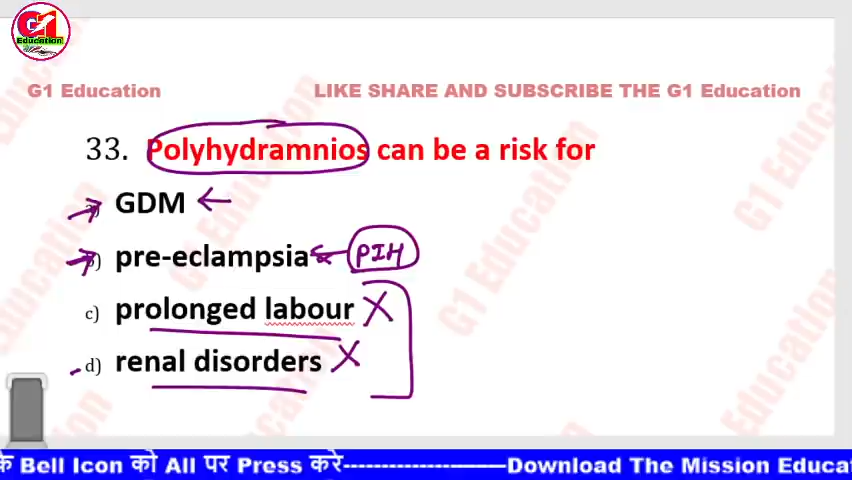 G1
Education
G1 Education
LIKE SHARE AND SUBSCRIBE THE G1 Education
33. Polyhydramnios can be a risk for
a) GDM
b) pre-eclampsia PIH
c) prolonged labour
d) renal disorders
के Bell Icon को All पर Press करे-----------------------Download The Mission Educa